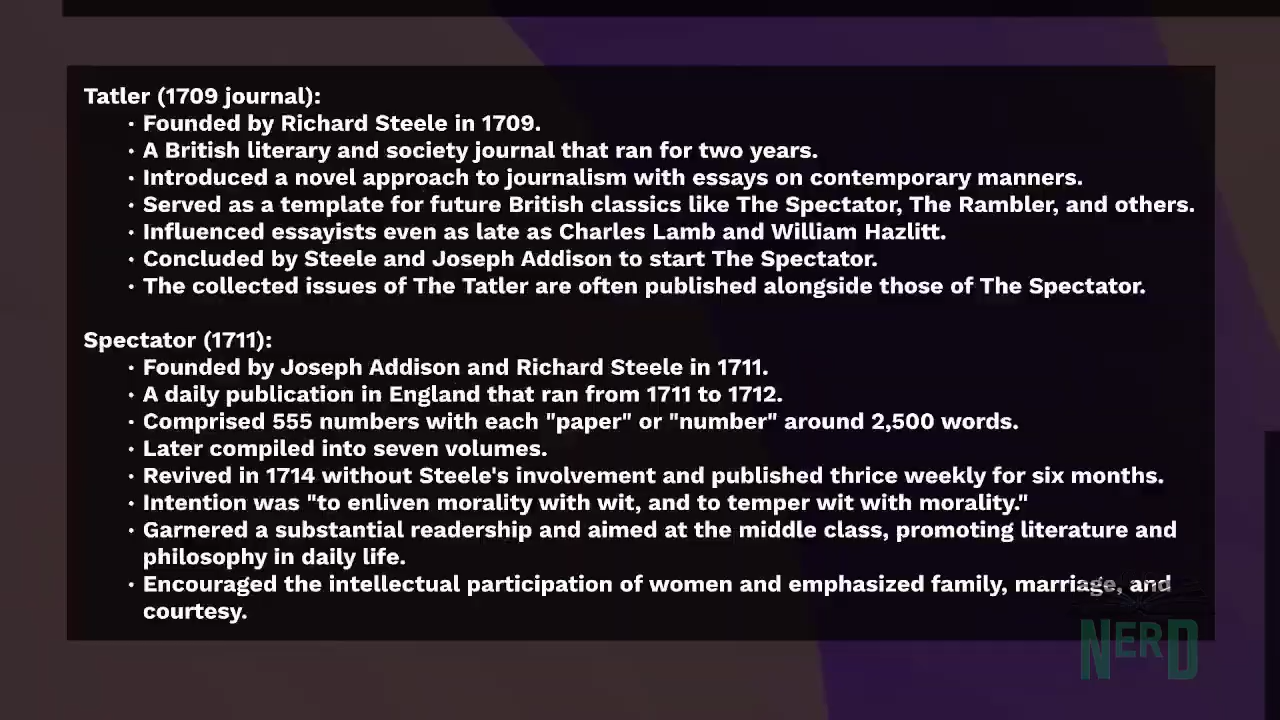 Tatler (1709 journal):
• Founded by Richard Steele in 1709.
• A British literary and society journal that ran for two years.
• Introduced a novel approach to journalism with essays on contemporary manners.
• Served as a template for future British classics like The Spectator, The Rambler, and others.
• Influenced essayists even as late as Charles Lamb and William Hazlitt.
• Concluded by Steele and Joseph Addison to start The Spectator.
• The collected issues of The Tatler are often published alongside those of The Spectator.
Spectator (1711):
• Founded by Joseph Addison and Richard Steele in 1711.
• A daily publication in England that ran from 1711 to 1712.
• Comprised 555 numbers with each "paper" or "number" around 2,500 words.
• Later compiled into seven volumes.
• Revived in 1714 without Steele's involvement and published thrice weekly for six months.
• Intention was "to enliven morality with wit, and to temper wit with morality."
• Garnered a substantial readership and aimed at the middle class, promoting literature and
philosophy in daily life.
• Encouraged the intellectual participation of women and emphasized family, marriage, and
courtesy.
NERD